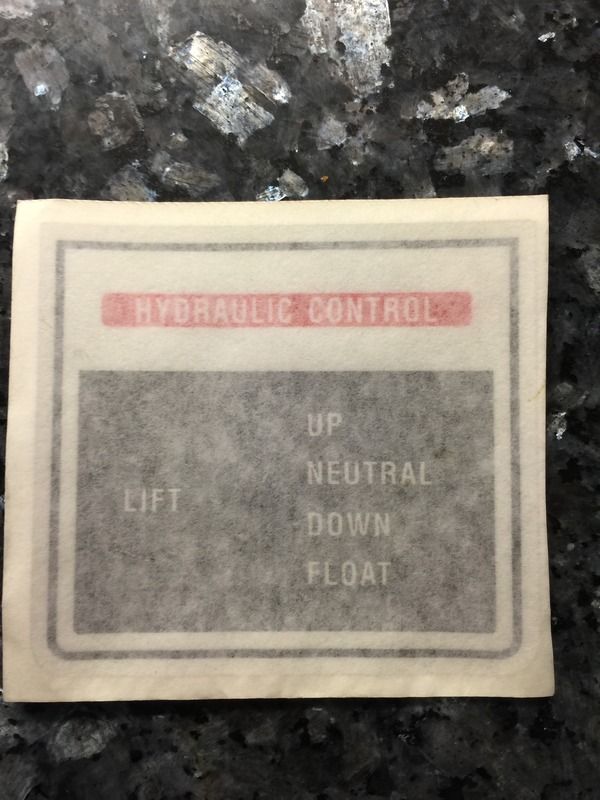 HYDRAULIC CONTROL
UP
NEUTRAL
LIFT
DOWN
FLOAT